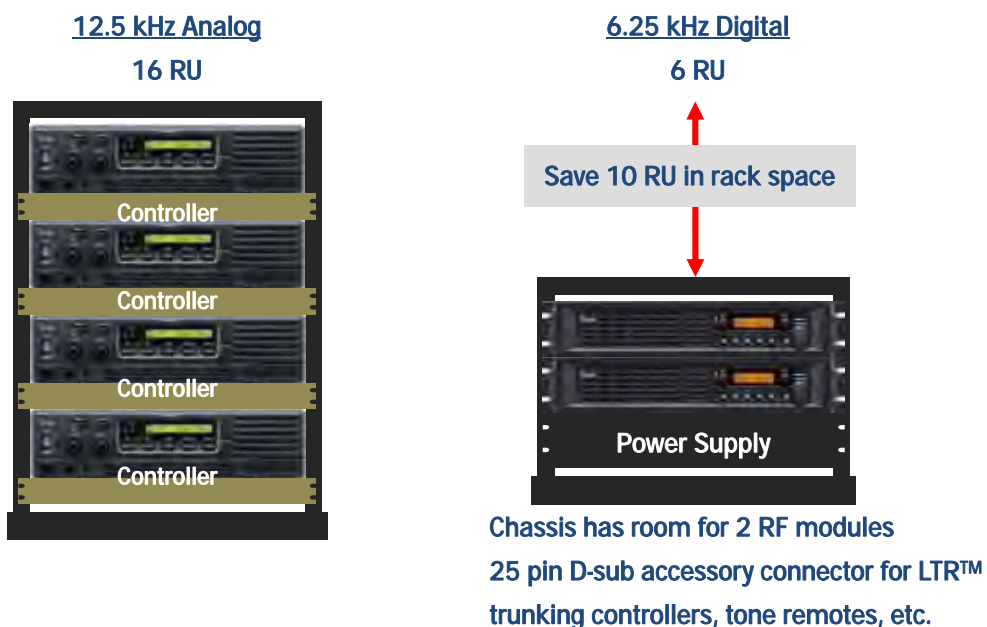 12.5 kHz Analog
16 RU
Controller
Controller
Controller
Controller
6.25 kHz Digital
6 RU
Save 10 RU in rack space
Power Supply
Chassis has room for 2 RF modules
25 pin D-sub accessory connector for LTR™
trunking controllers, tone remotes, etc.